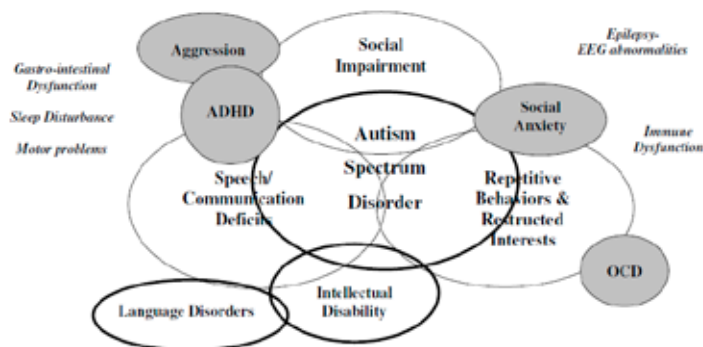 Aggression
Social
Impairment
Epilepsy-
EEG abnormalities
Gastro-intestinal
Dysfunction
ADHD
Sleep Disturbance
Social
Anxiety
Motor problems
Autism
Spectrum
Disorder
Immune
Dysfunction
Speech/
Communication
Deficits
Repetitive
Behaviors &
Restructed
Interests
OCD
Language Disorders
Intellectual
Disability